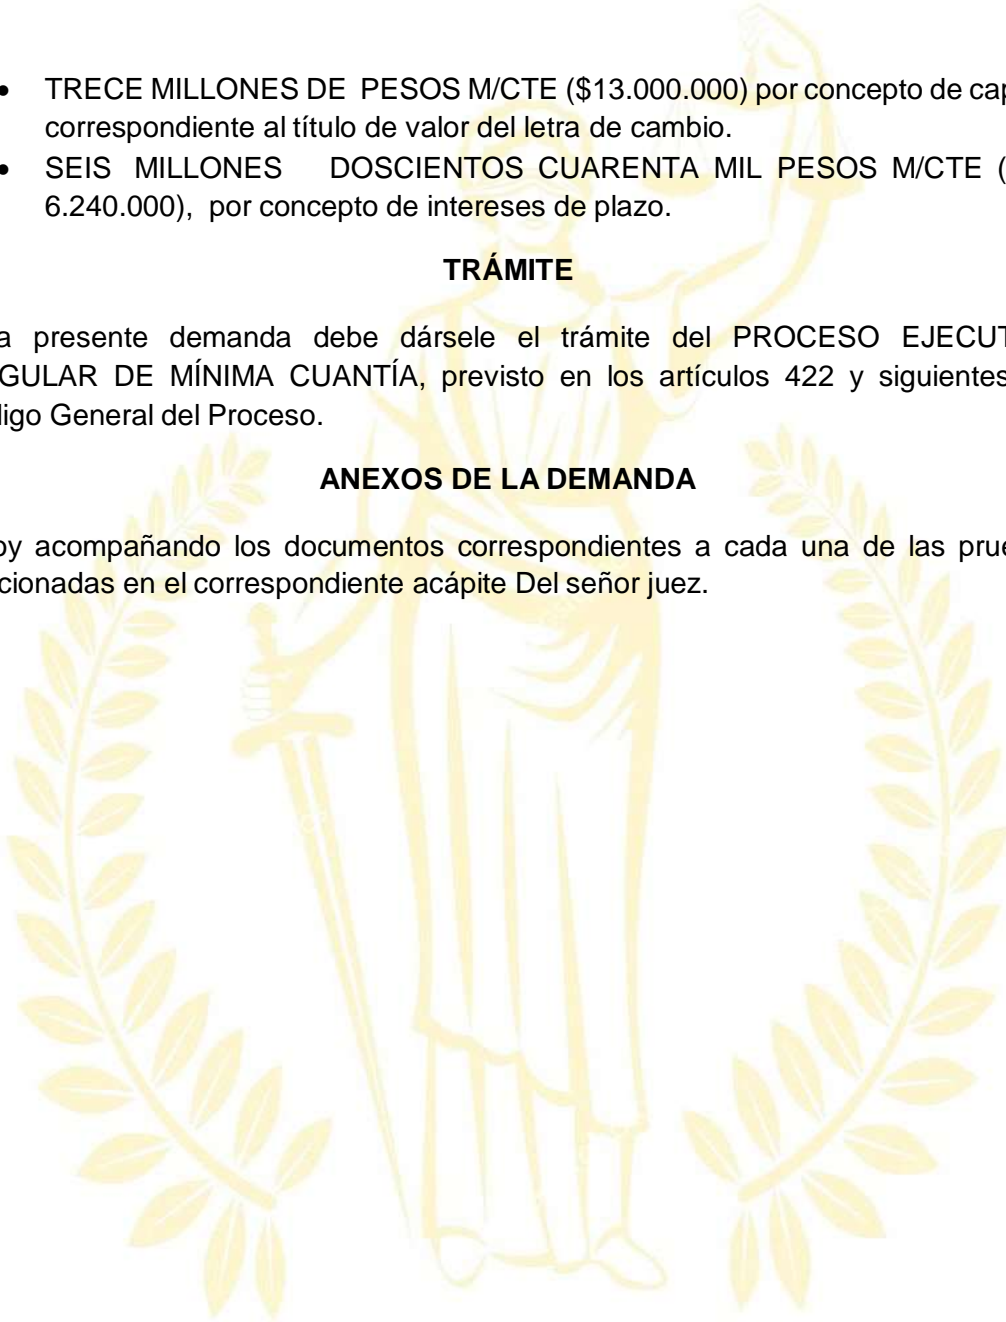 • TRECE MILLONES DE PESOS M/CTE ($13.000.000) por concepto de cap
correspondiente al título de valor del letra de cambio.
• SEIS MILLONES DOSCIENTOS CUARENTA MIL PESOS M/CTE (
6.240.000), por concepto de intereses de plazo.
TRÁMITE
a presente demanda debe dársele el trámite del PROCESO EJECUT
GULAR DE MÍNIMA CUANTÍA, previsto en los artículos 422 y siguientes
ligo General del Proceso.
ANEXOS DE LA DEMANDA
oy acompañando los documentos correspondientes a cada una de las prue
cionadas en el correspondiente acápite Del señor juez.